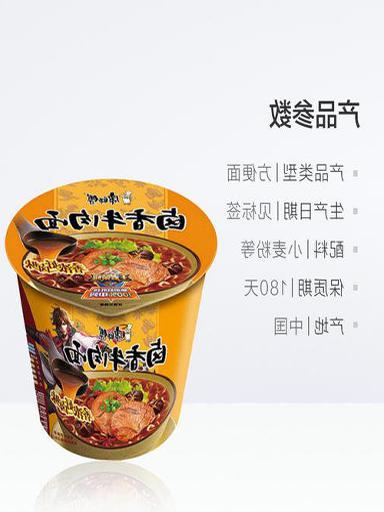 产品参数
产品类型|方便面
生产日期|见标签
配料|小麦粉等
保质期|180天
产地|中国
康师傅
卤香牛肉面
康师傅
卤香牛肉面